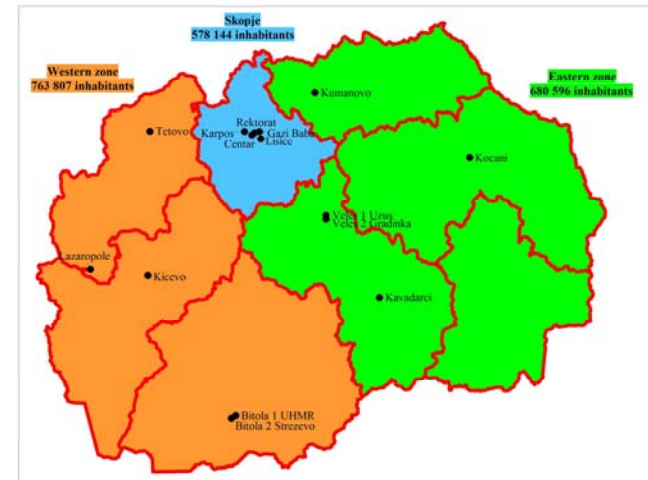 Skopje
578 144 inhabitants
Western zone
763 807 inhabitants
Eastern zone
680 596 inhabitants
Kumanovo
Tetovo
Rektorat
Karpos
Gazi Baba
Centar
Lisice
Kocani
Veles 1 Uzus
Veles 2 Gradinka
Lazaropole
Kicevo
Kavadarci
Bitola 1 UHMR
Bitola 2 Strezevo